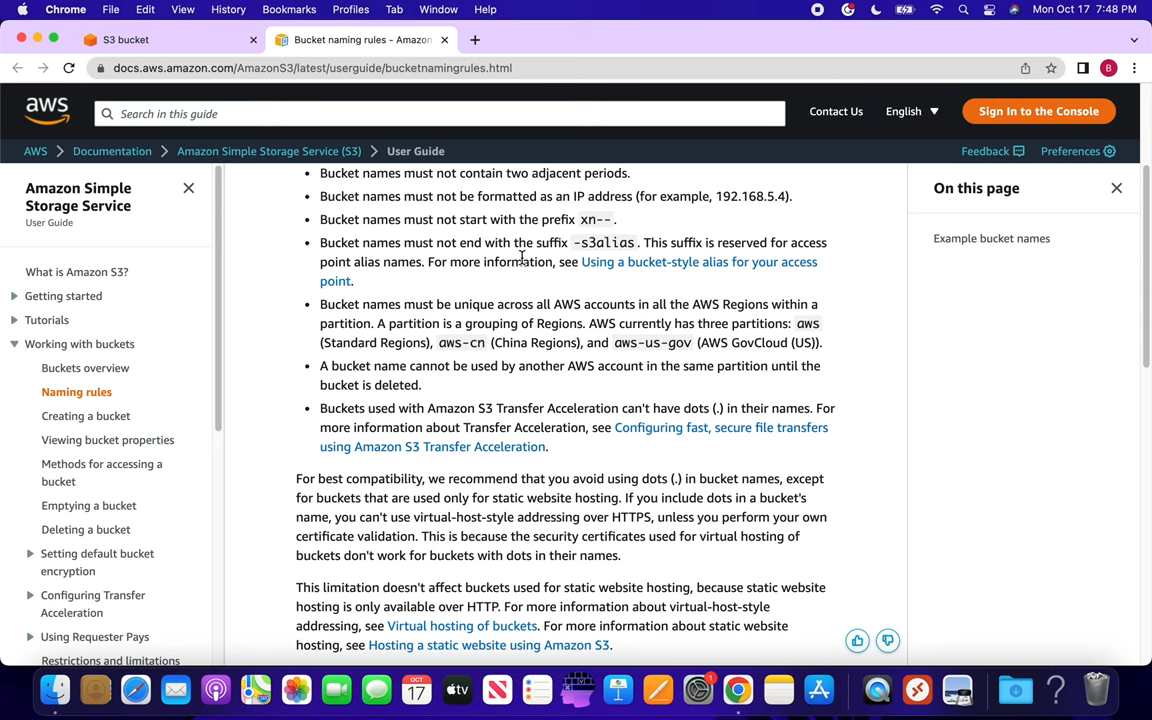 Chrome File Edit View History Bookmarks Profiles Tab Window Help Mon Oct 17 7:48 PM
S3 bucket Bucket naming rules - Amazon
docs.aws.amazon.com/AmazonS3/latest/userguide/bucketnamingrules.html B
aws Search in this guide Contact Us English Sign In to the Console
AWS Documentation Amazon Simple Storage Service (S3) User Guide Feedback Preferences
Amazon Simple
Storage Service
User Guide
What is Amazon S3?
Getting started
Tutorials
Working with buckets
Buckets overview
Naming rules
Creating a bucket
Viewing bucket properties
Methods for accessing a
bucket
Emptying a bucket
Deleting a bucket
Setting default bucket
encryption
Configuring Transfer
Acceleration
Using Requester Pays
Restrictions and limitations
• Bucket names must not contain two adjacent periods.
• Bucket names must not be formatted as an IP address (for example, 192.168.5.4).
• Bucket names must not start with the prefix xn--.
• Bucket names must not end with the suffix -s3alias. This suffix is reserved for access
point alias names. For more information, see Using a bucket-style alias for your access
point.
• Bucket names must be unique across all AWS accounts in all the AWS Regions within a
partition. A partition is a grouping of Regions. AWS currently has three partitions: aws
(Standard Regions), aws-cn (China Regions), and aws-us-gov (AWS GovCloud (US)).
• A bucket name cannot be used by another AWS account in the same partition until the
bucket is deleted.
• Buckets used with Amazon S3 Transfer Acceleration can't have dots (.) in their names. For
more information about Transfer Acceleration, see Configuring fast, secure file transfers
using Amazon S3 Transfer Acceleration.
For best compatibility, we recommend that you avoid using dots (.) in bucket names, except
for buckets that are used only for static website hosting. If you include dots in a bucket's
name, you can't use virtual-host-style addressing over HTTPS, unless you perform your own
certificate validation. This is because the security certificates used for virtual hosting of
buckets don't work for buckets with dots in their names.
This limitation doesn't affect buckets used for static website hosting, because static website
hosting is only available over HTTP. For more information about virtual-host-style
addressing, see Virtual hosting of buckets. For more information about static website
hosting, see Hosting a static website using Amazon S3.
On this page
Example bucket names
OCT
17
tv
1